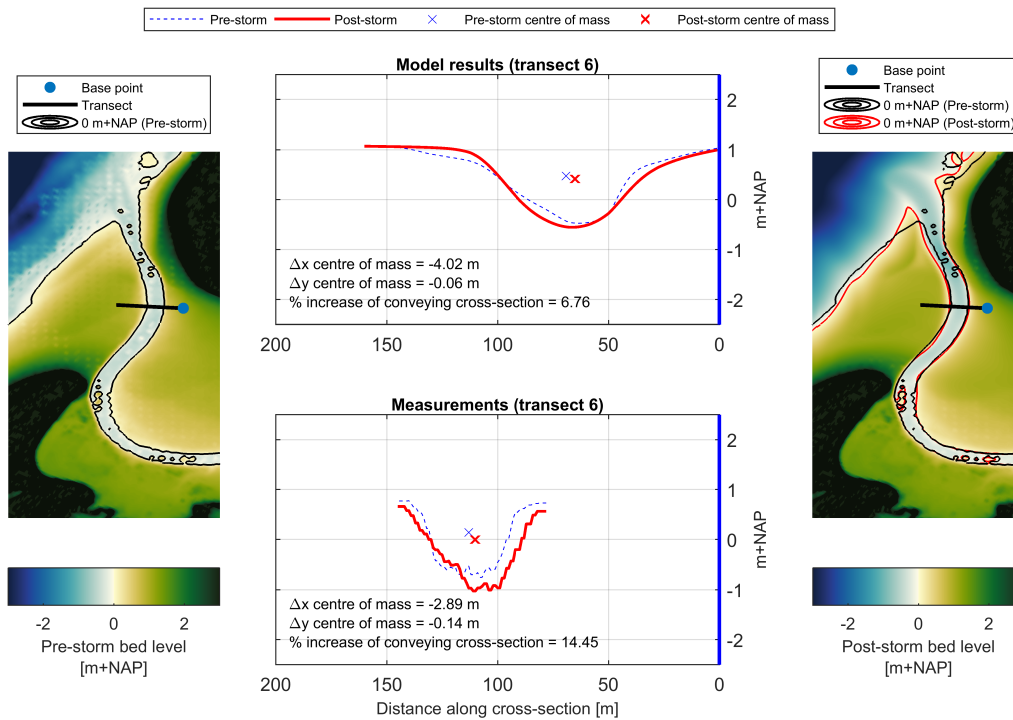 Pre-storm Post-storm Pre-storm centre of mass Post-storm centre of mass
Base point
Transect
0 m+NAP (Pre-storm)
-2 0 2
Pre-storm bed level
[m+NAP]
Model results (transect 6)
2
1
0
-1
-2
m+NAP
Δx centre of mass = -4.02 m
Δy centre of mass = -0.06 m
% increase of conveying cross-section = 6.76
200 150 100 50 0
Measurements (transect 6)
2
1
0
-1
-2
m+NAP
Δx centre of mass = -2.89 m
Δy centre of mass = -0.14 m
% increase of conveying cross-section = 14.45
200 150 100 50 0
Distance along cross-section [m]
Base point
Transect
0 m+NAP (Pre-storm)
0 m+NAP (Post-storm)
-2 0 2
Post-storm bed level
[m+NAP]